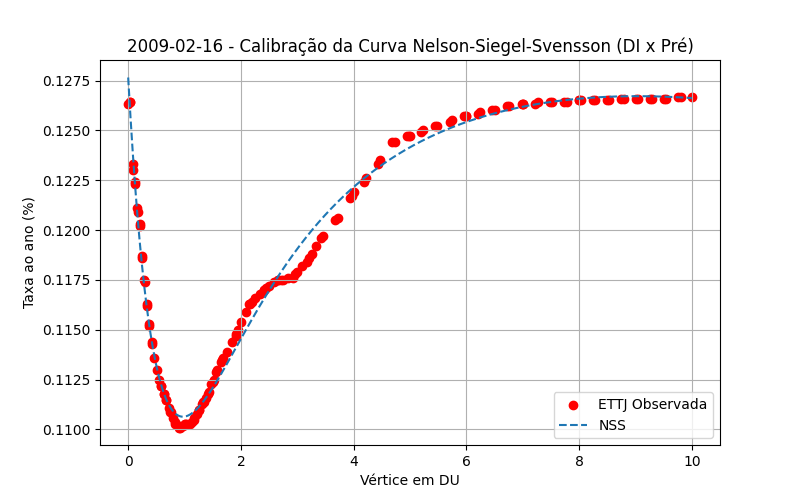 2009-02-16 - Calibração da Curva Nelson-Siegel-Svensson (DI x Pré)
Taxa ao ano (%)
0.1275
0.1250
0.1225
0.1200
0.1175
0.1150
0.1125
0.1100
0 2 4 6 8 10
Vértice em DU
ETTJ Observada
NSS